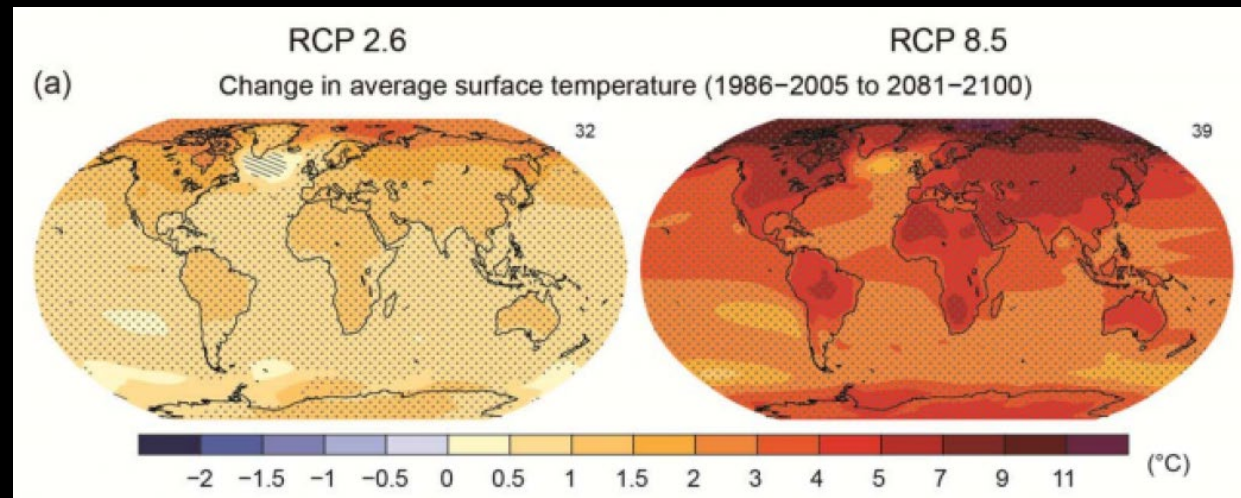 RCP 2.6 RCP 8.5
(a) Change in average surface temperature (1986−2005 to 2081−2100)
32 39
−2 −1.5 −1 −0.5 0 0.5 1 1.5 2 3 4 5 7 9 11 (°C)